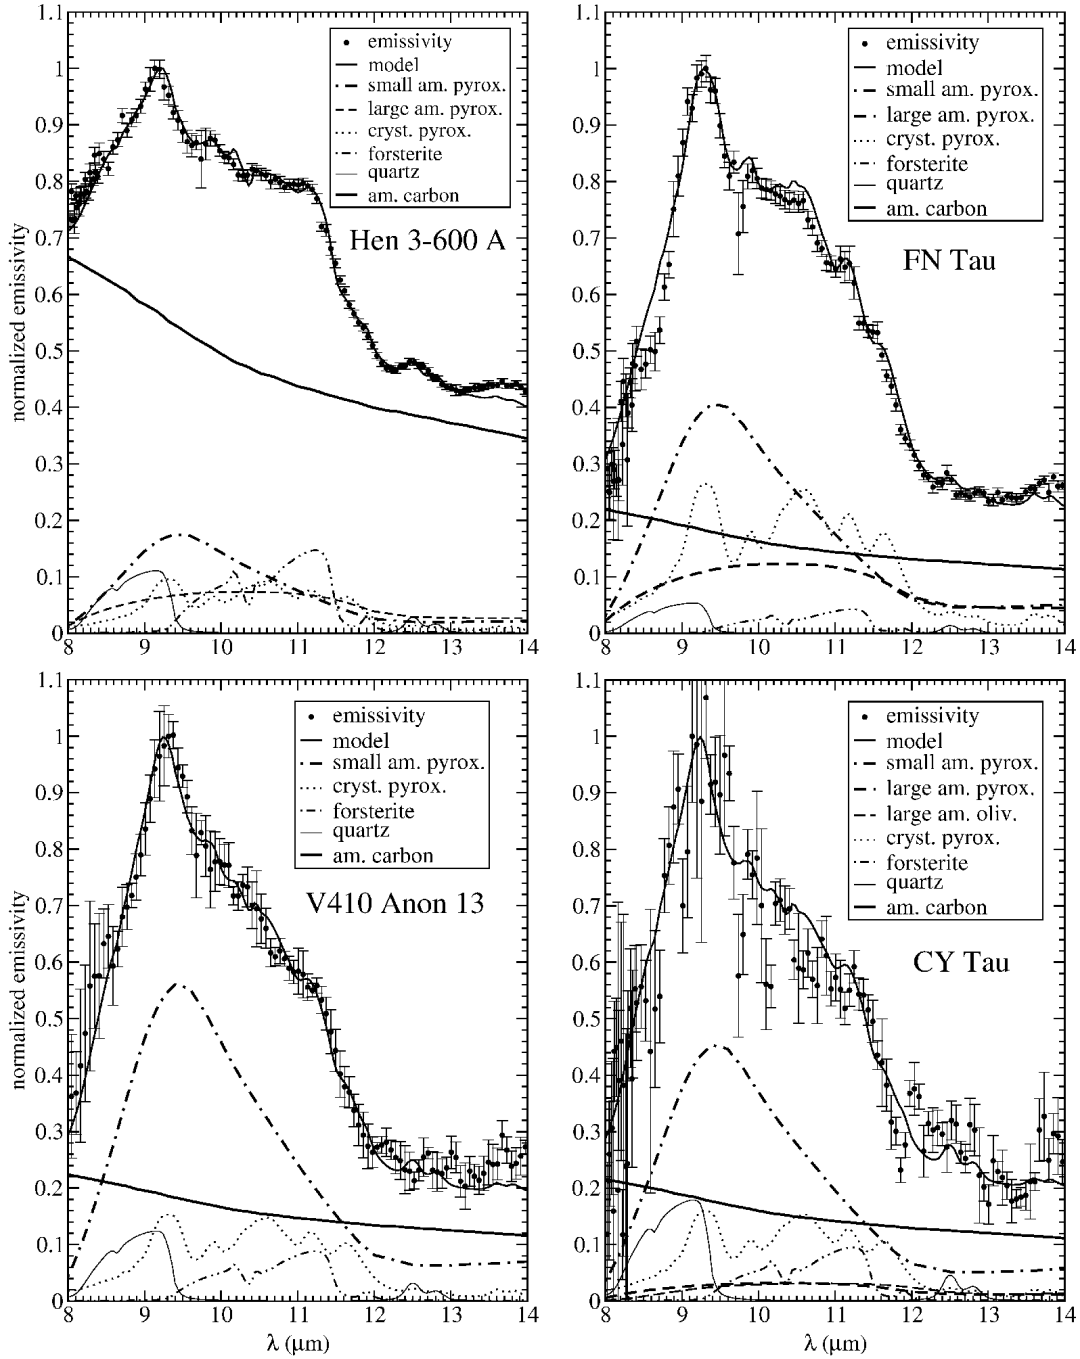 1.1
1
0.9
0.8
0.7
0.6
0.5
0.4
0.3
0.2
0.1
0
normalized emissivity
emissivity
model
small am. pyrox.
large am. pyrox.
cryst. pyrox.
forsterite
quartz
am. carbon
Hen 3-600 A
8 9 10 11 12 13 14
1.1
1
0.9
0.8
0.7
0.6
0.5
0.4
0.3
0.2
0.1
0
emissivity
model
small am. pyrox.
large am. pyrox.
cryst. pyrox.
forsterite
quartz
am. carbon
FN Tau
8 9 10 11 12 13 14
1.1
1
0.9
0.8
0.7
0.6
0.5
0.4
0.3
0.2
0.1
0
normalized emissivity
emissivity
model
small am. pyrox.
cryst. pyrox.
forsterite
quartz
am. carbon
V410 Anon 13
8 9 10 11 12 13 14
λ (μm)
1.1
1
0.9
0.8
0.7
0.6
0.5
0.4
0.3
0.2
0.1
0
emissivity
model
small am. pyrox.
large am. pyrox.
large am. oliv.
cryst. pyrox.
forsterite
quartz
am. carbon
CY Tau
8 9 10 11 12 13 14
λ (μm)